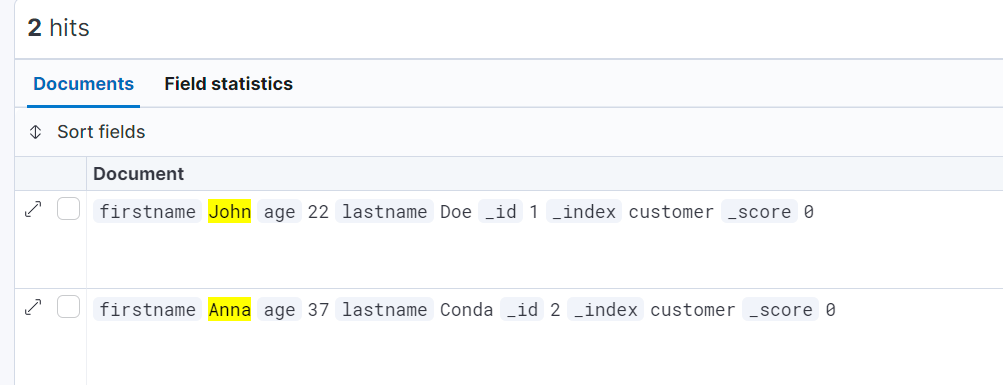 2 hits
Documents Field statistics
Sort fields
Document
firstname John age 22 lastname Doe _id 1 _index customer _score 0
firstname Anna age 37 lastname Conda _id 2 _index customer _score 0